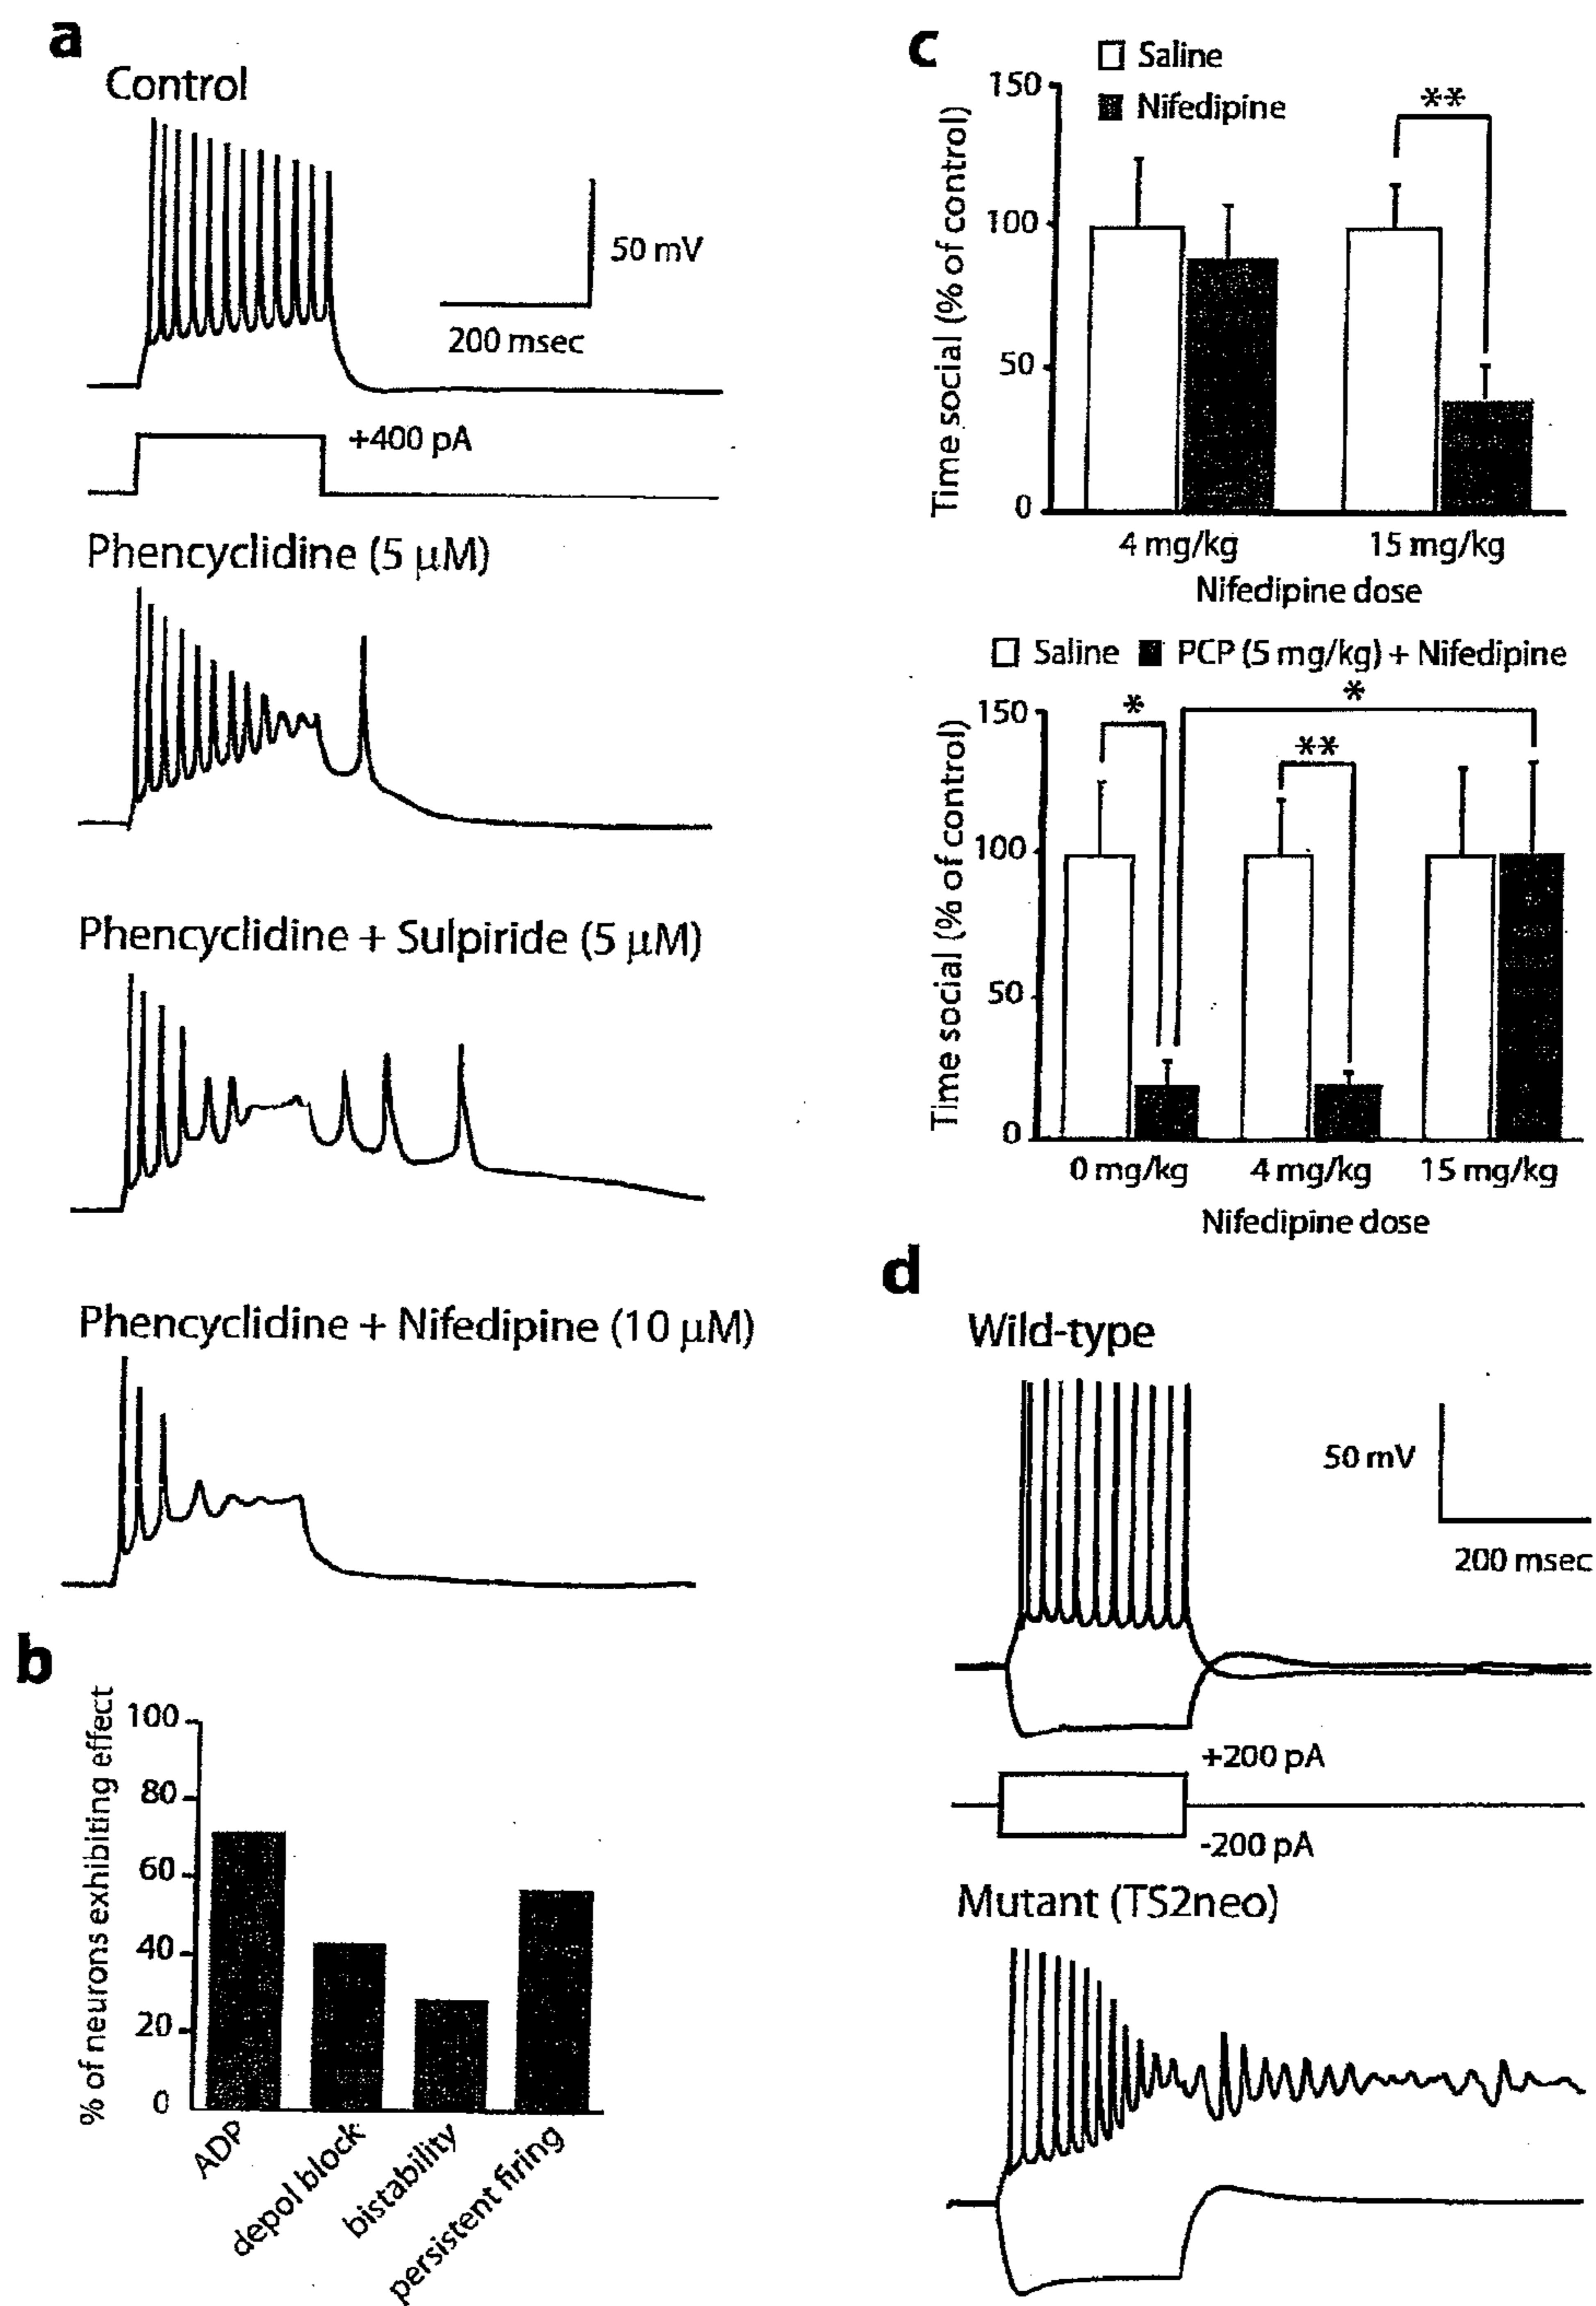 a
Control
50 mV
200 msec
+400 pA
Phencyclidine (5 µM)
Phencyclidine + Sulpiride (5 µM)
Phencyclidine + Nifedipine (10 µM)
b
% of neurons exhibiting effect
100
80
60
40
20
0
ADP
depol block
bistability
persistent firing
c
Saline
Nifedipine
Time social (% of control)
150
100
50
0
**
4 mg/kg
15 mg/kg
Nifedipine dose
Saline
PCP (5 mg/kg) + Nifedipine
Time social (% of control)
150
100
50
0
*
**
*
0 mg/kg
4 mg/kg
15 mg/kg
Nifedipine dose
d
Wild-type
50 mV
200 msec
+200 pA
-200 pA
Mutant (TS2neo)